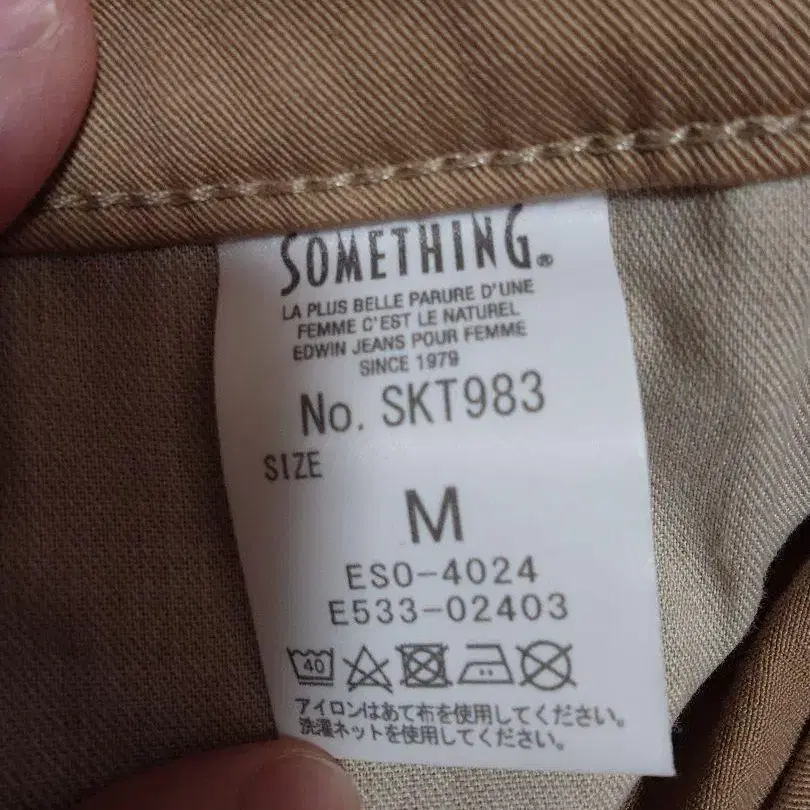 SOMETHING®
LA PLUS BELLE PARURE D'UNE
FEMME C'EST LE NATUREL
EDWIN JEANS POUR FEMME
SINCE 1979
No. SKT983
SIZE
M
ESO-4024
E533-02403
40
アイロンはあて布を使用してください。
洗濯ネットを使用してください。